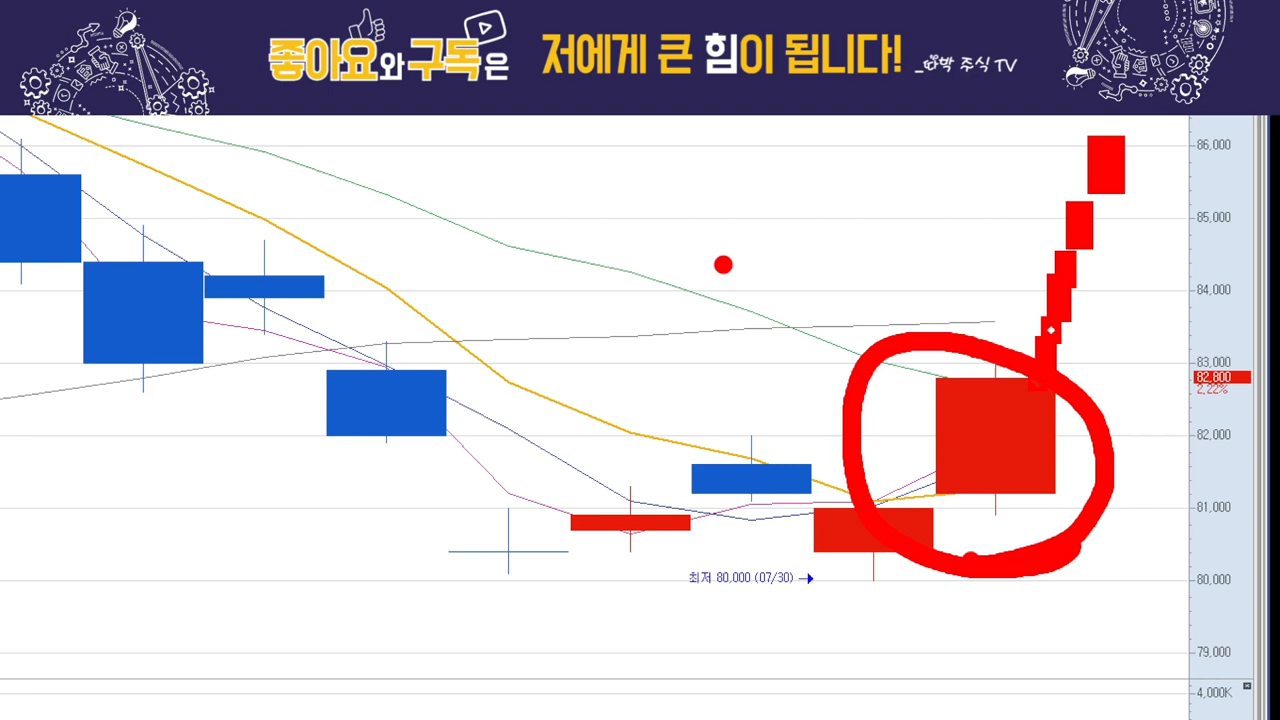 좋아요와 구독은 저에게 큰 힘이 됩니다!
박 주식 TV
86,000
85,000
84,000
83,000
82,800
2,22%
82,000
81,000
최저 80,000 (07/30)
80,000
79,000
4,000K